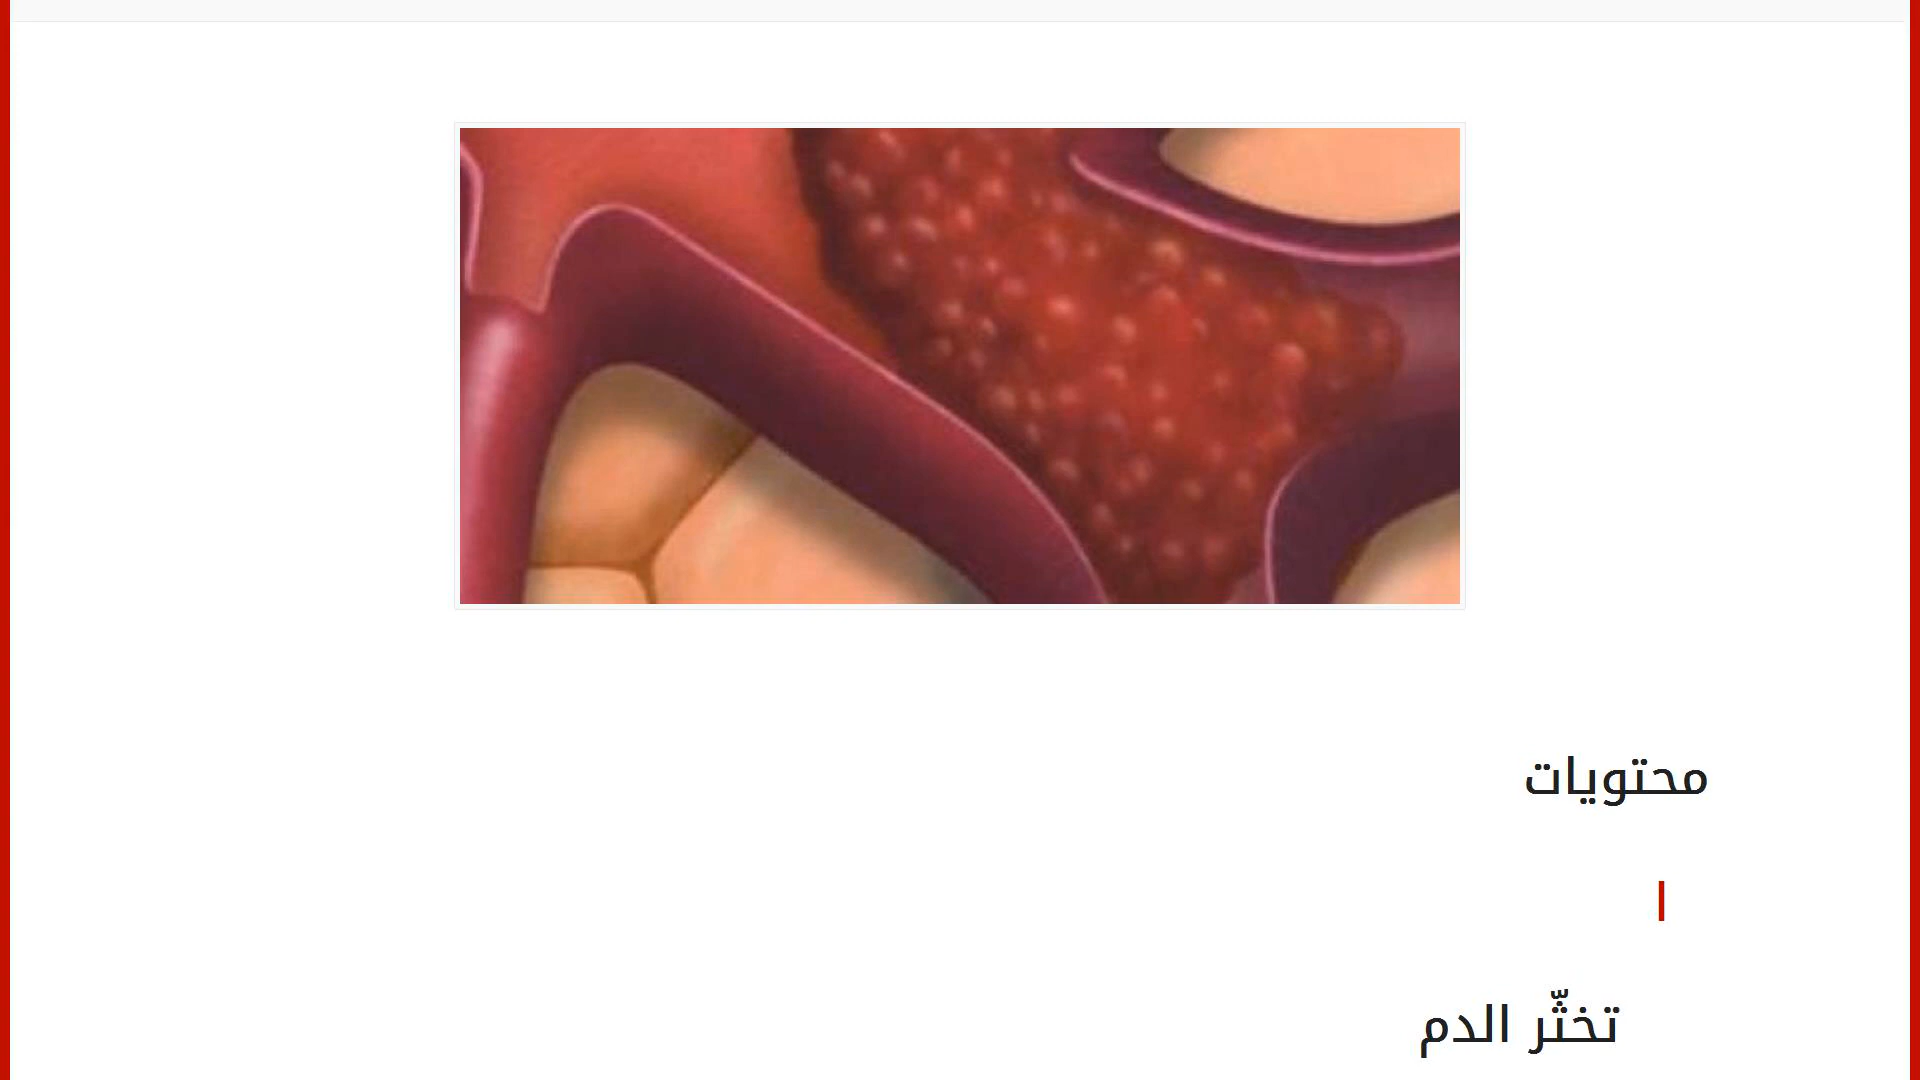 محتويات
ا
تخثّر الدم